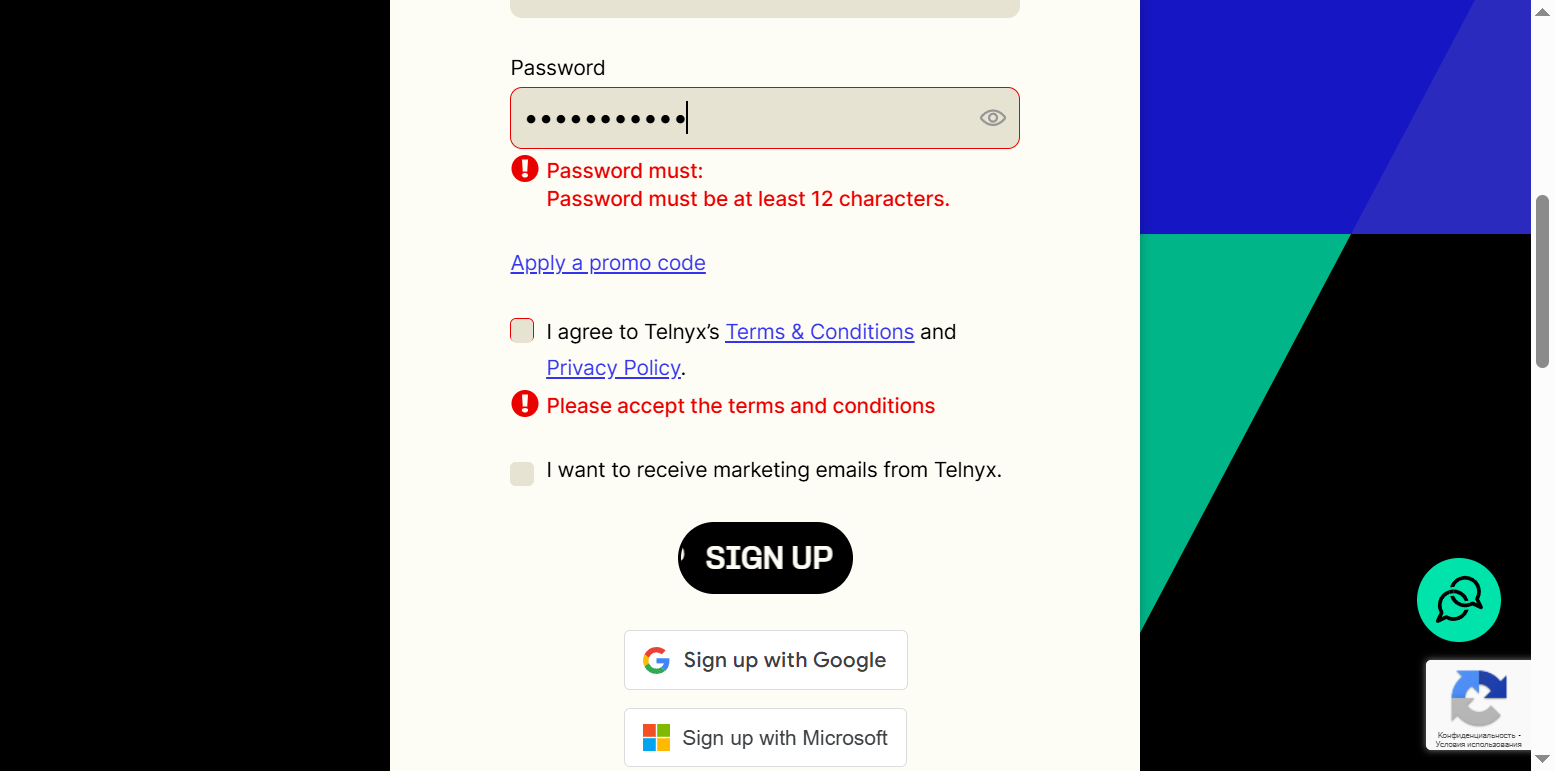 Password
•••••••••••
Password must:
Password must be at least 12 characters.
Apply a promo code
I agree to Telnyx’s Terms & Conditions and
Privacy Policy.
Please accept the terms and conditions
I want to receive marketing emails from Telnyx.
SIGN UP
Sign up with Google
Sign up with Microsoft
Конфиденциальность -
Условия использования